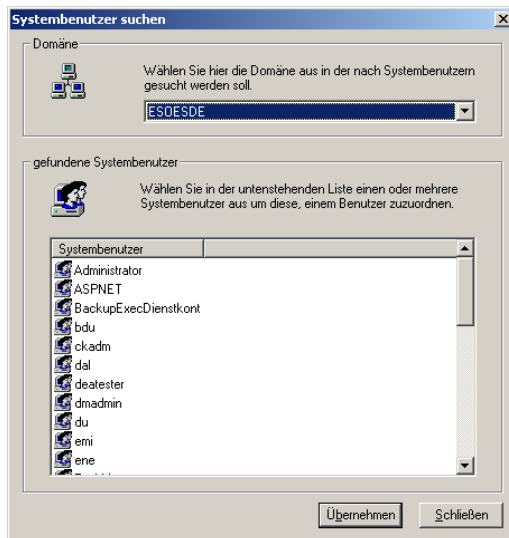 Systembenutzer suchen
Domäne
Wählen Sie hier die Domäne aus in der nach Systembenutzern
gesucht werden soll.
ESOESDE
gefundene Systembenutzer
Wählen Sie in der untenstehenden Liste einen oder mehrere
Systembenutzer aus um diese, einem Benutzer zuzuordnen.
Systembenutzer
Administrator
ASPNET
BackupExecDienstkont
bdu
ckadm
dal
deatester
dmadmin
du
emi
ene
Übernehmen
Schließen